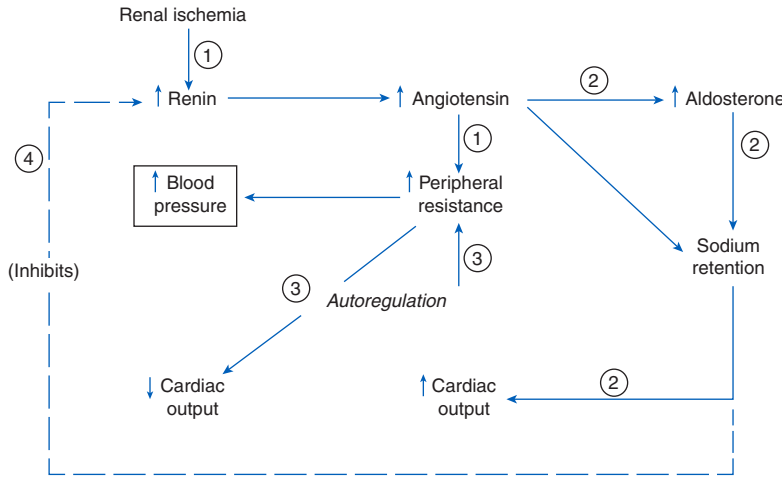 Renal ischemia
1
↑ Renin
↑ Angiotensin
2
↑ Aldosterone
4
1
2
↑ Blood
pressure
↑ Peripheral
resistance
Sodium
retention
(Inhibits)
3
Autoregulation
3
↓ Cardiac
output
↑ Cardiac
output
2